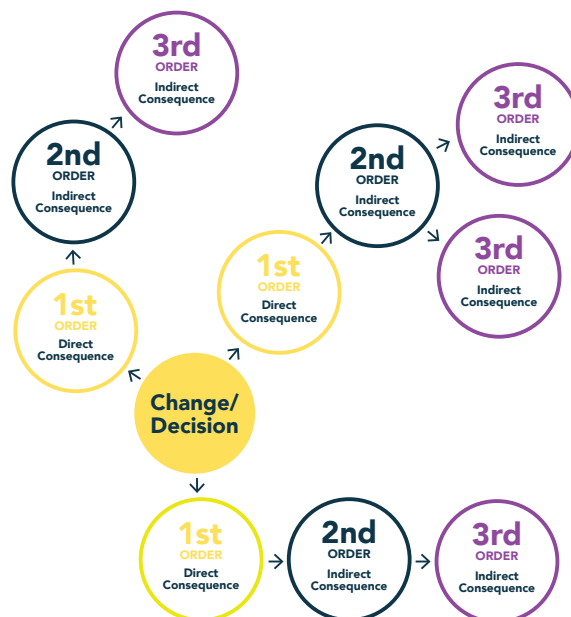 3rd
ORDER
Indirect
Consequence
2nd
ORDER
Indirect
Consequence
1st
ORDER
Direct
Consequence
3rd
ORDER
Indirect
Consequence
2nd
ORDER
Indirect
Consequence
3rd
ORDER
Indirect
Consequence
1st
ORDER
Direct
Consequence
Change/
Decision
1st
ORDER
Direct
Consequence
2nd
ORDER
Indirect
Consequence
3rd
ORDER
Indirect
Consequence